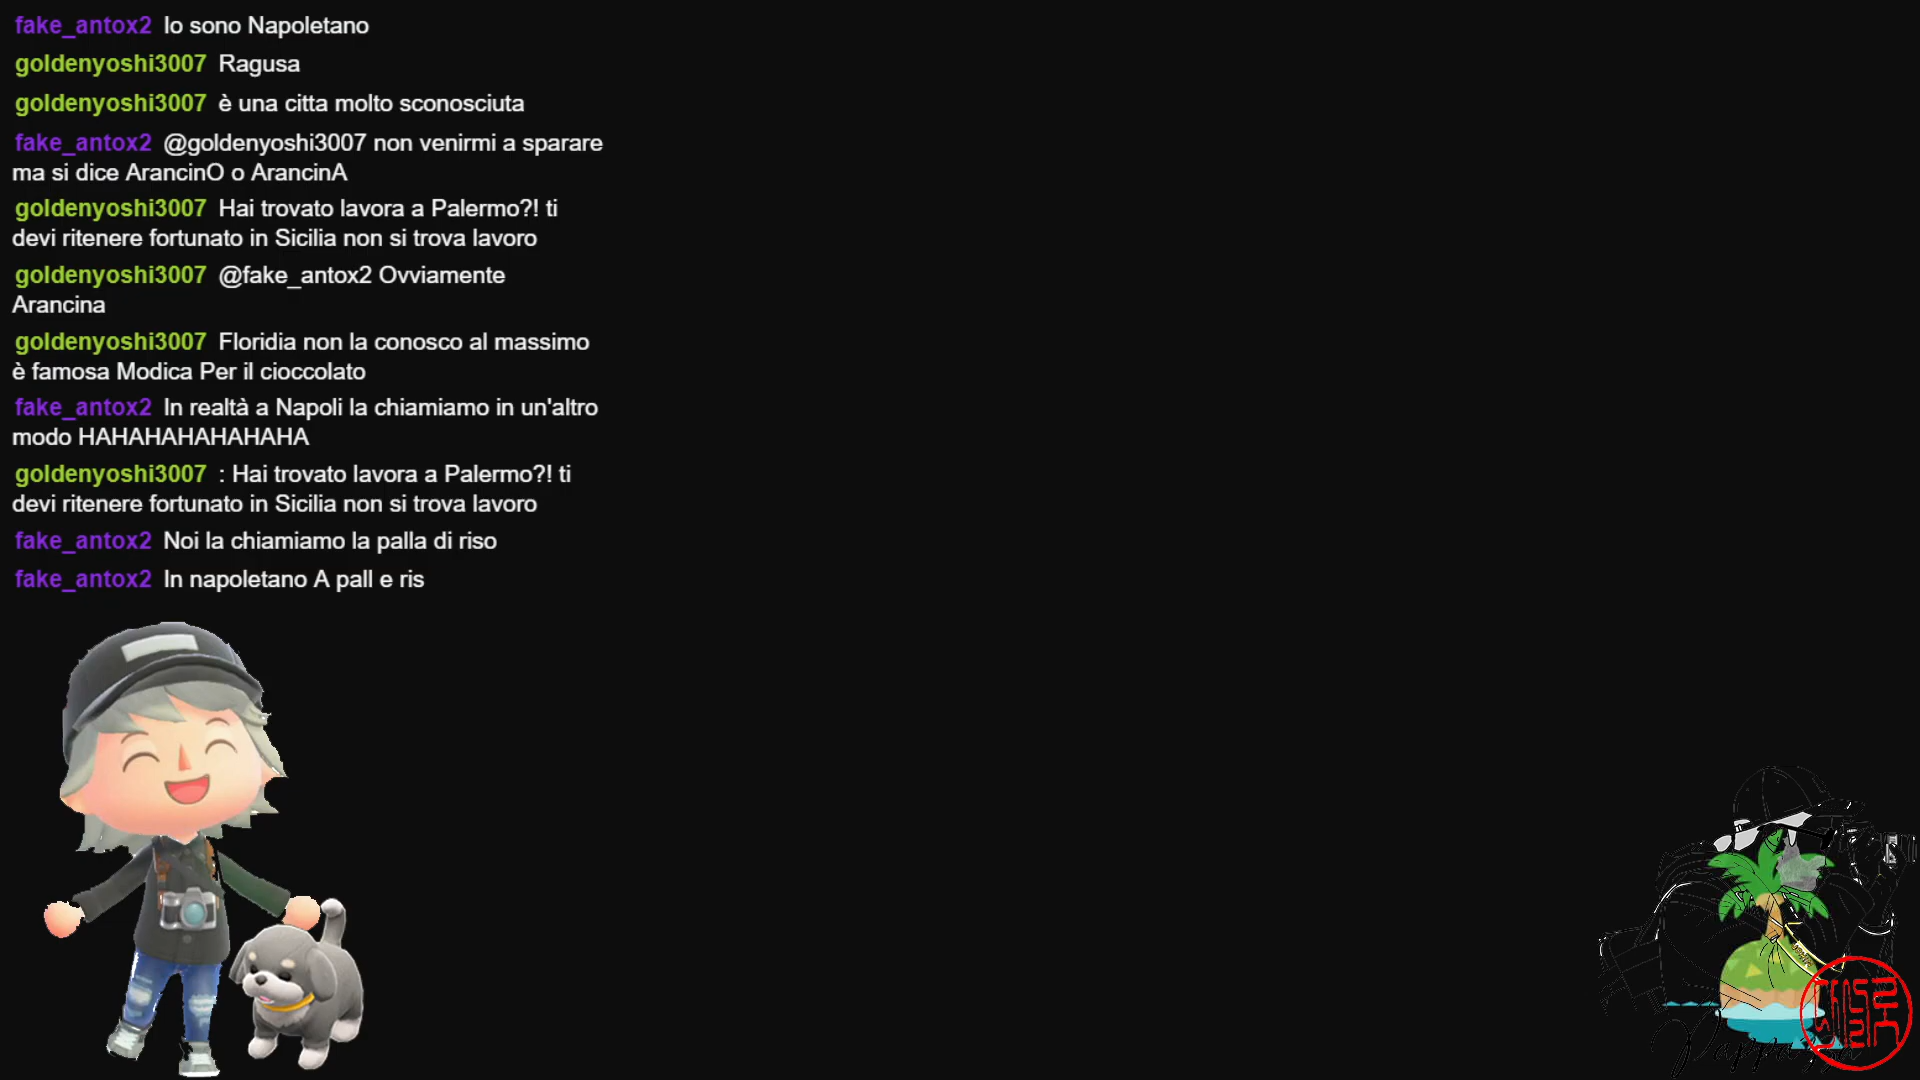 fake_antox2 Io sono Napoletano
goldenyoshi3007 Ragusa
goldenyoshi3007 è una citta molto sconosciuta
fake_antox2 @goldenyoshi3007 non venirmi a sparare
ma si dice ArancinO o ArancinA
goldenyoshi3007 Hai trovato lavora a Palermo?! ti
devi ritenere fortunato in Sicilia non si trova lavoro
goldenyoshi3007 @fake_antox2 Ovviamente
Arancina
goldenyoshi3007 Floridia non la conosco al massimo
è famosa Modica Per il cioccolato
fake_antox2 In realtà a Napoli la chiamiamo in un'altro
modo HAHAHAHAHAHAHA
goldenyoshi3007 : Hai trovato lavora a Palermo?! ti
devi ritenere fortunato in Sicilia non si trova lavoro
fake_antox2 Noi la chiamiamo la palla di riso
fake_antox2 In napoletano A pall e ris